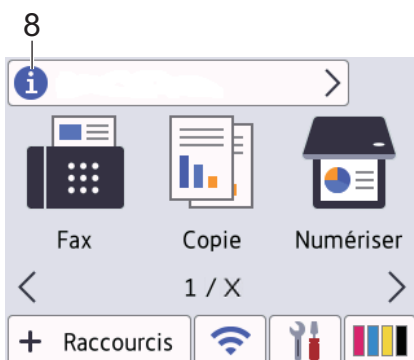 8
i
Fax Copie Numériser
< 1 / X >
+ Raccourcis